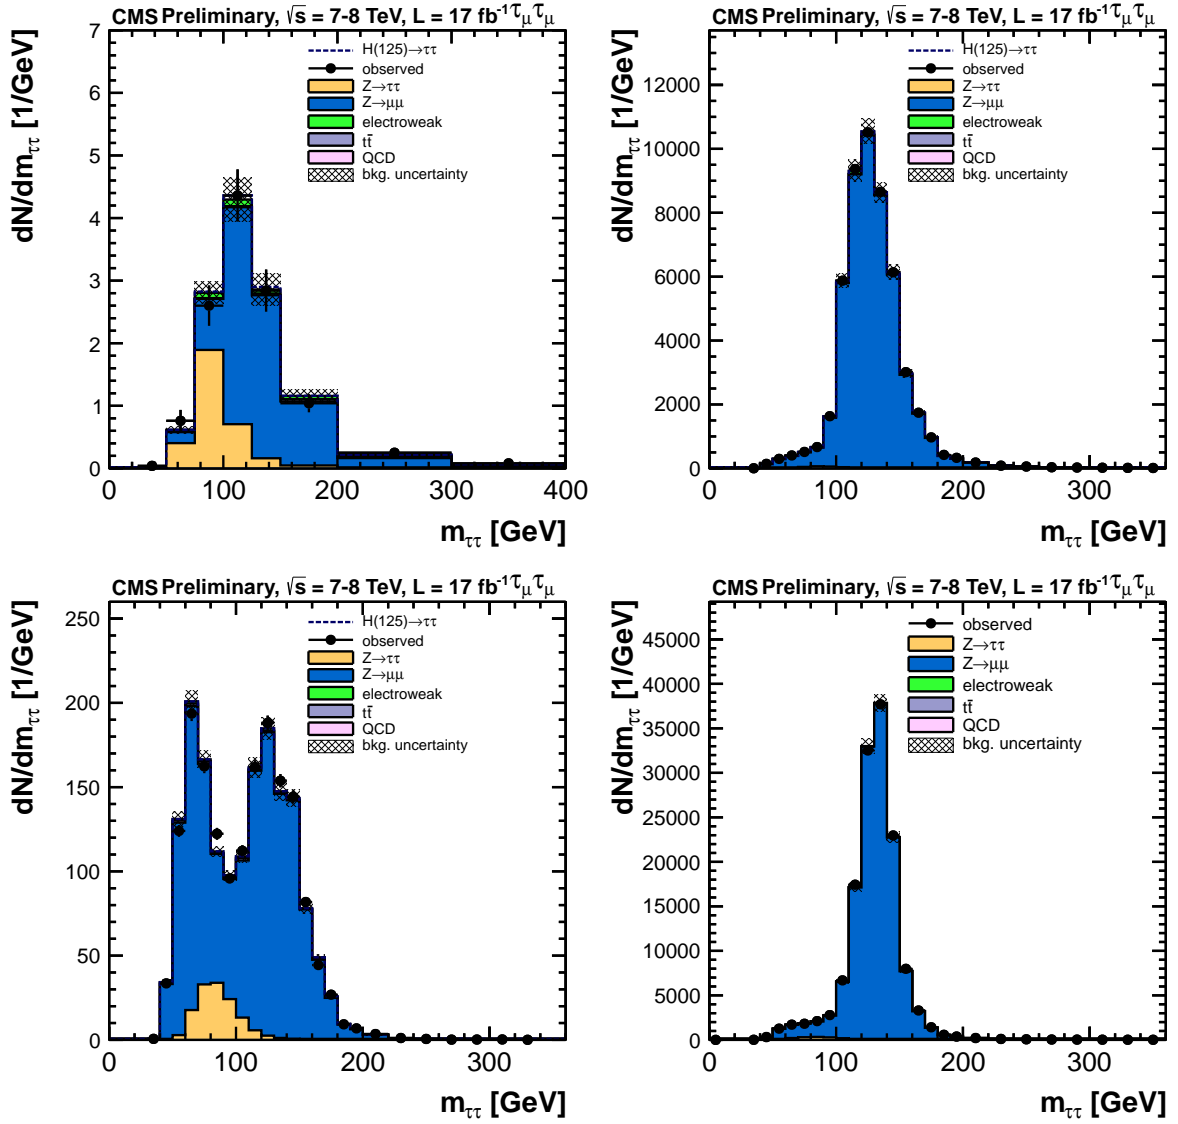 CMS Preliminary, √s = 7-8 TeV, L = 17 fb⁻¹ τμτμ
dN/dmττ [1/GeV]
7
6
5
4
3
2
1
0
H(125)→ττ
observed
Z→ττ
Z→μμ
electroweak
tt̄
QCD
bkg. uncertainty
0 100 200 300 400
mττ [GeV]
CMS Preliminary, √s = 7-8 TeV, L = 17 fb⁻¹ τμτμ
dN/dmττ [1/GeV]
12000
10000
8000
6000
4000
2000
0
H(125)→ττ
observed
Z→ττ
Z→μμ
electroweak
tt̄
QCD
bkg. uncertainty
0 100 200 300
mττ [GeV]
CMS Preliminary, √s = 7-8 TeV, L = 17 fb⁻¹ τμτμ
dN/dmττ [1/GeV]
250
200
150
100
50
0
H(125)→ττ
observed
Z→ττ
Z→μμ
electroweak
tt̄
QCD
bkg. uncertainty
0 100 200 300
mττ [GeV]
CMS Preliminary, √s = 7-8 TeV, L = 17 fb⁻¹ τμτμ
dN/dmττ [1/GeV]
45000
40000
35000
30000
25000
20000
15000
10000
5000
0
observed
Z→ττ
Z→μμ
electroweak
tt̄
QCD
bkg. uncertainty
0 100 200 300
mττ [GeV]